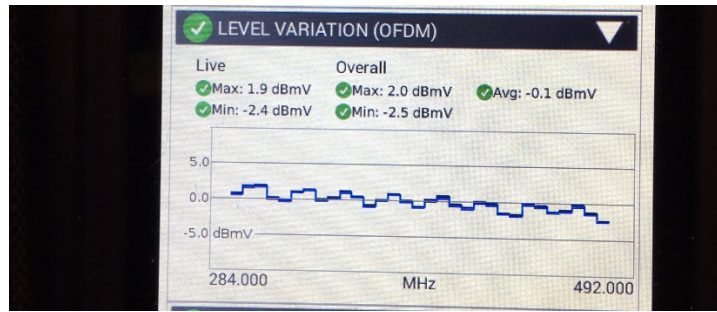 LEVEL VARIATION (OFDM)
Live Overall
Max: 1.9 dBmV Max: 2.0 dBmV Avg: -0.1 dBmV
Min: -2.4 dBmV Min: -2.5 dBmV
5.0
0.0
-5.0 dBmV
284.000 MHz 492.000